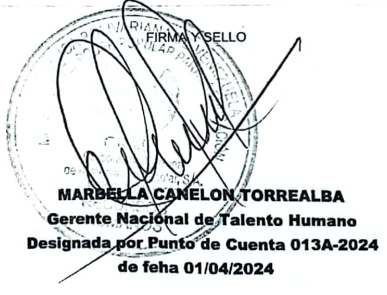 FIRMA Y SELLO
MARBELLA CANELON TORREALBA
Gerente Nacional de Talento Humano
Designada por Punto de Cuenta 013A-2024
de feha 01/04/2024